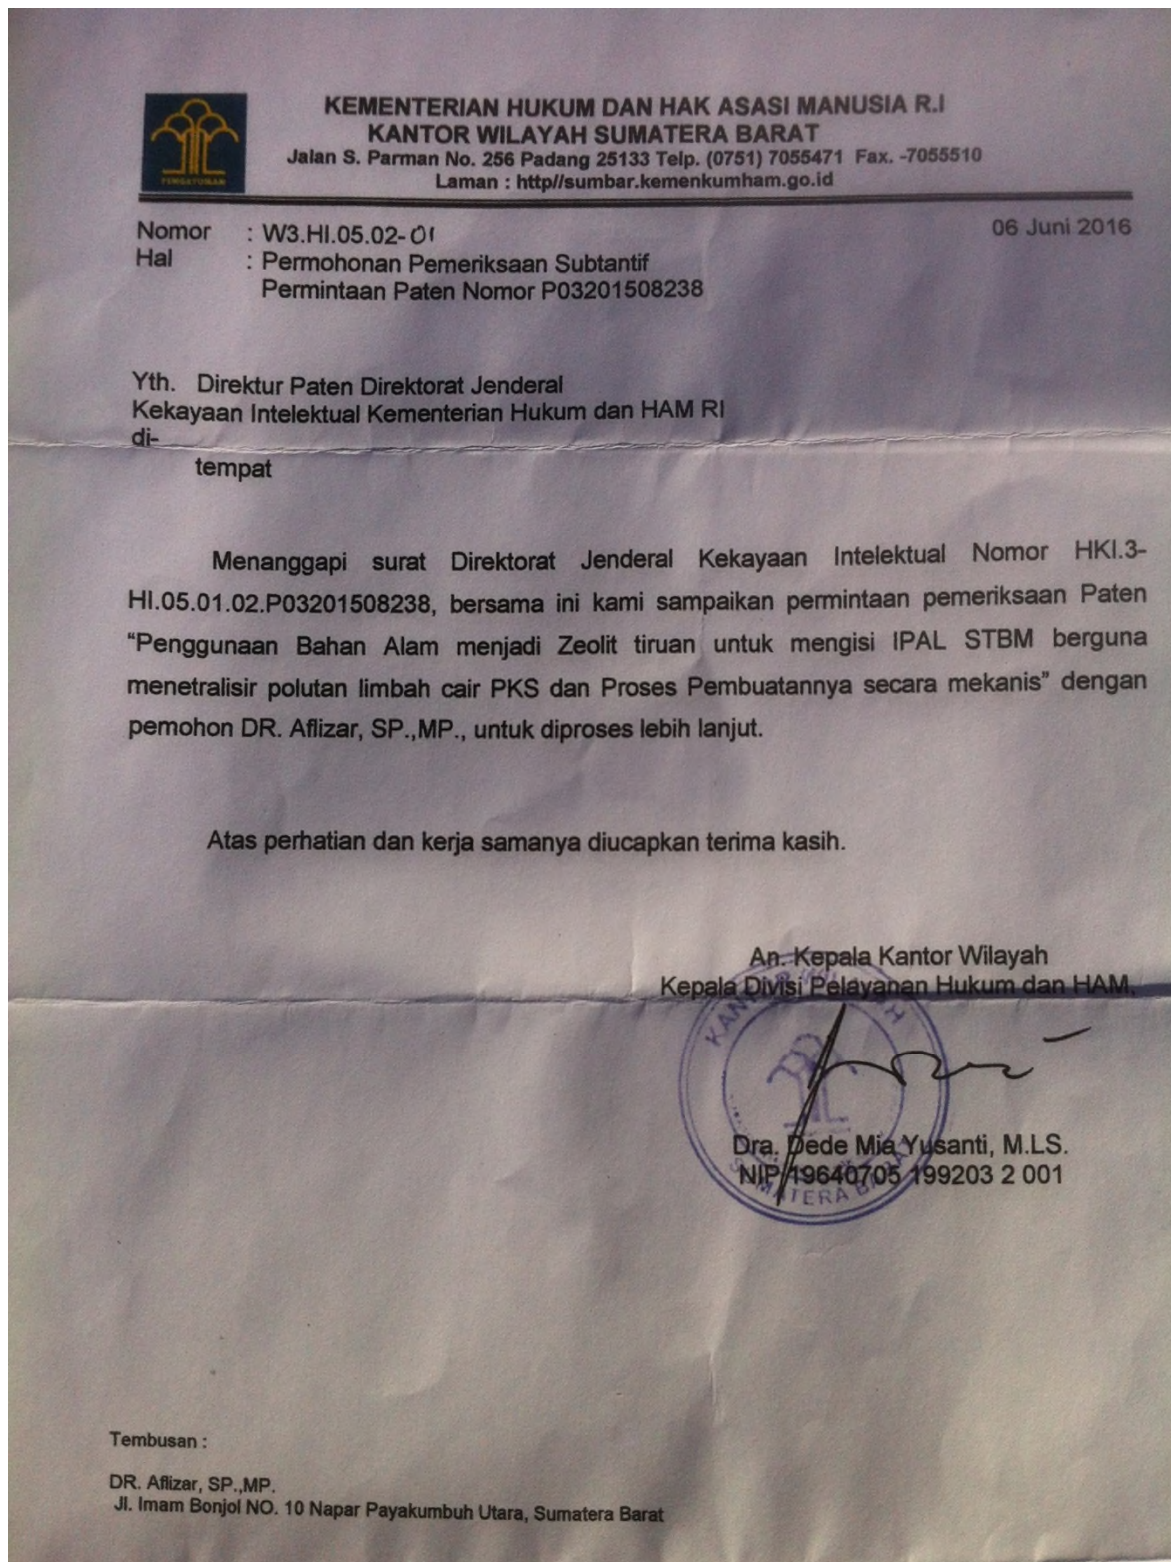 KEMENTERIAN HUKUM DAN HAK ASASI MANUSIA R.I
KANTOR WILAYAH SUMATERA BARAT
Jalan S. Parman No. 256 Padang 25133 Telp. (0751) 7055471 Fax. -7055510
Laman : http//sumbar.kemenkumham.go.id
PENGAYOMAN
Nomor : W3.HI.05.02-01
06 Juni 2016
Hal : Permohonan Pemeriksaan Subtantif
Permintaan Paten Nomor P03201508238
Yth. Direktur Paten Direktorat Jenderal
Kekayaan Intelektual Kementerian Hukum dan HAM RI
di-
tempat
Menanggapi surat Direktorat Jenderal Kekayaan Intelektual Nomor HKI.3-
HI.05.01.02.P03201508238, bersama ini kami sampaikan permintaan pemeriksaan Paten
“Penggunaan Bahan Alam menjadi Zeolit tiruan untuk mengisi IPAL STBM berguna
menetralisir polutan limbah cair PKS dan Proses Pembuatannya secara mekanis” dengan
pemohon DR. Aflizar, SP.,MP., untuk diproses lebih lanjut.
Atas perhatian dan kerja samanya diucapkan terima kasih.
An. Kepala Kantor Wilayah
Kepala Divisi Pelayanan Hukum dan HAM,
Dra. Dede Mia Yusanti, M.LS.
NIP 19640705 199203 2 001
SUMATERA BARAT
Tembusan :
DR. Aflizar, SP.,MP.
Jl. Imam Bonjol NO. 10 Napar Payakumbuh Utara, Sumatera Barat